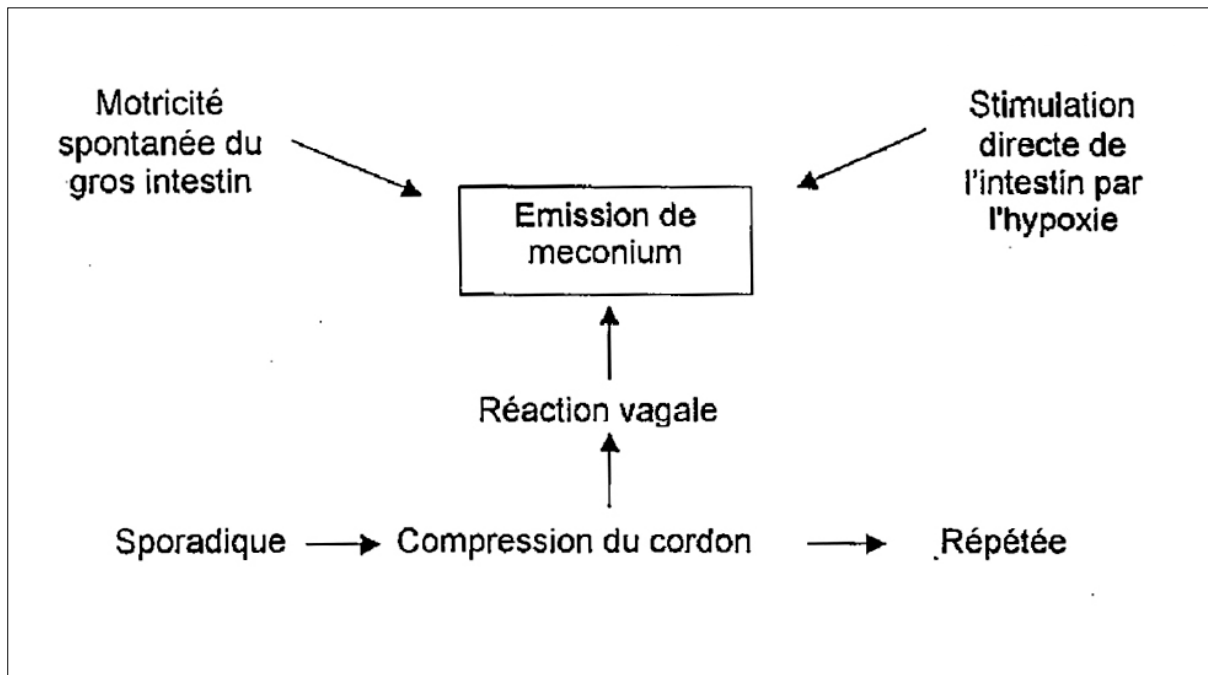 Motricité
spontanée du
gros intestin
Stimulation
directe de
l'intestin par
l'hypoxie
Emission de
meconium
Réaction vagale
Sporadique
Compression du cordon
Répétée